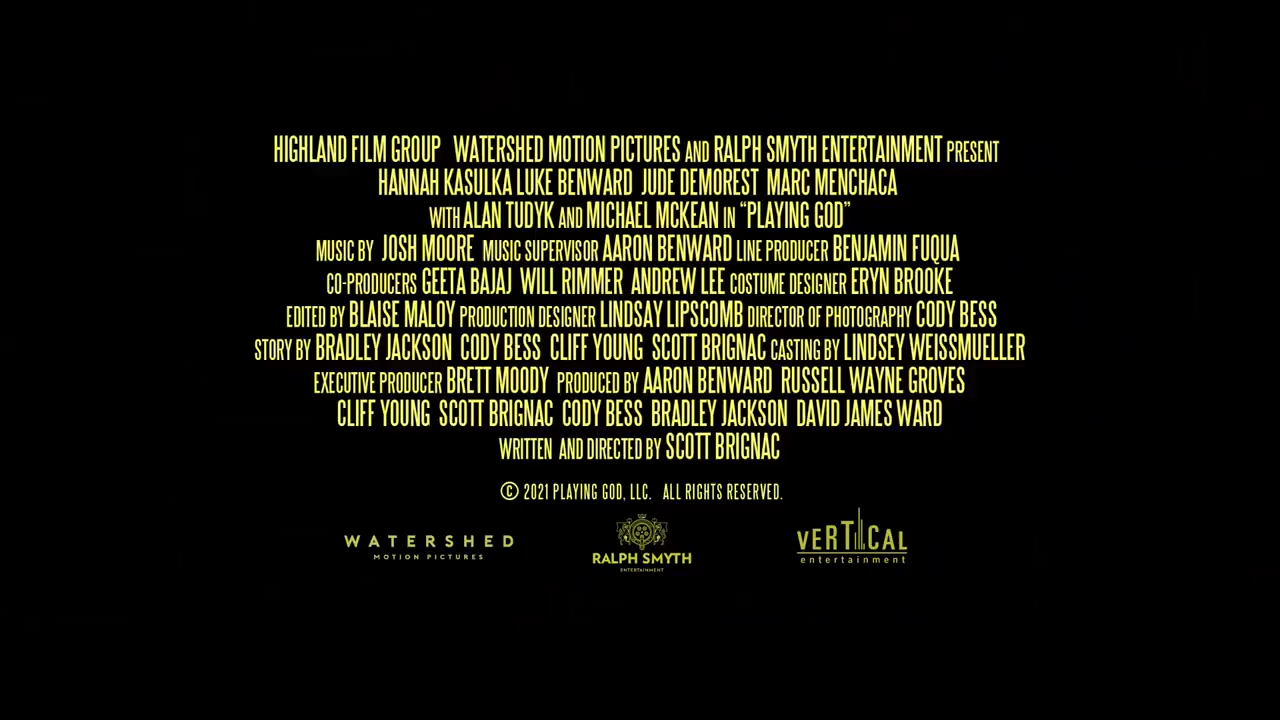 HIGHLAND FILM GROUP WATERSHED MOTION PICTURES AND RALPH SMYTH ENTERTAINMENT PRESENT
HANNAH KASULKA LUKE BENWARD JUDE DEMOREST MARC MENCHACA
WITH ALAN TUDYK AND MICHAEL MCKEAN IN “PLAYING GOD”
MUSIC BY JOSH MOORE MUSIC SUPERVISOR AARON BENWARD LINE PRODUCER BENJAMIN FUQUA
CO-PRODUCERS GEETA BAJAJ WILL RIMMER ANDREW LEE COSTUME DESIGNER ERYN BROOKE
EDITED BY BLAISE MALOY PRODUCTION DESIGNER LINDSAY LIPSCOMB DIRECTOR OF PHOTOGRAPHY CODY BESS
STORY BY BRADLEY JACKSON CODY BESS CLIFF YOUNG SCOTT BRIGNAC CASTING BY LINDSEY WEISSMUELLER
EXECUTIVE PRODUCER BRETT MOODY PRODUCED BY AARON BENWARD RUSSELL WAYNE GROVES
CLIFF YOUNG SCOTT BRIGNAC CODY BESS BRADLEY JACKSON DAVID JAMES WARD
WRITTEN AND DIRECTED BY SCOTT BRIGNAC
© 2021 PLAYING GOD, LLC. ALL RIGHTS RESERVED.
WATERSHED
MOTION PICTURES
RALPH SMYTH
ENTERTAINMENT
VERTICAL
entertainment